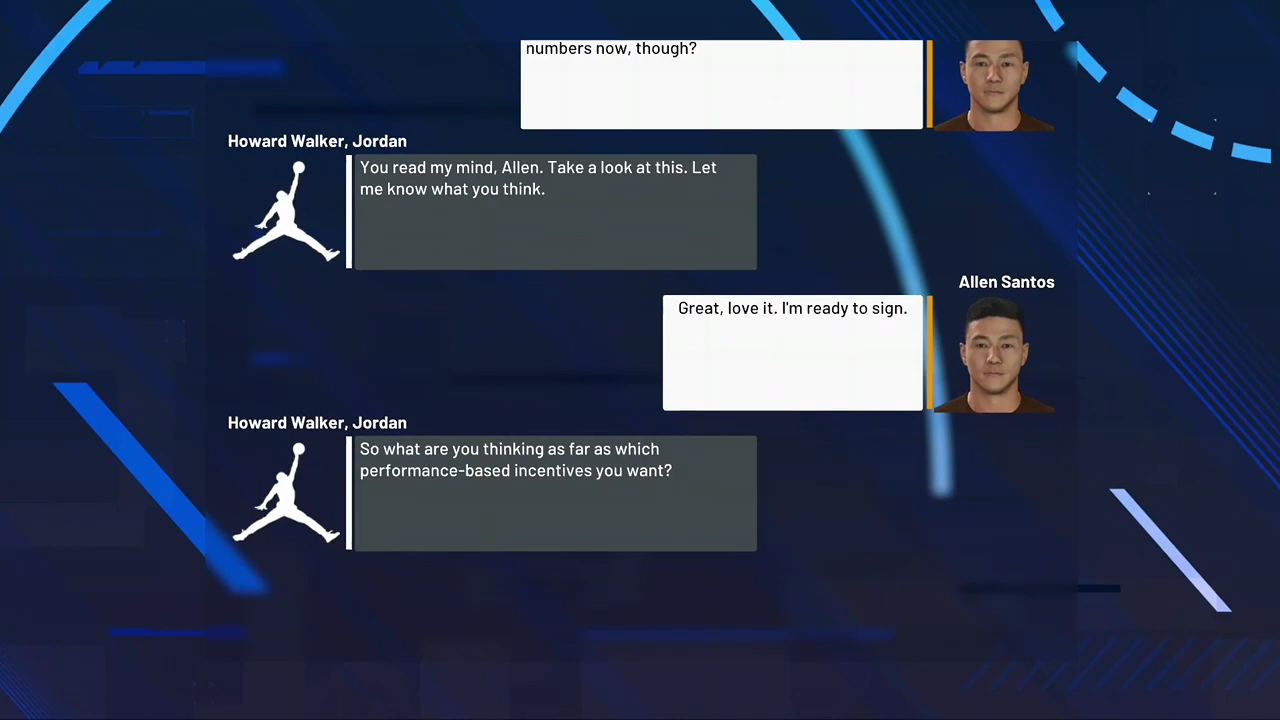 numbers now, though?
Howard Walker, Jordan
You read my mind, Allen. Take a look at this. Let
me know what you think.
Allen Santos
Great, love it. I'm ready to sign.
Howard Walker, Jordan
So what are you thinking as far as which
performance-based incentives you want?